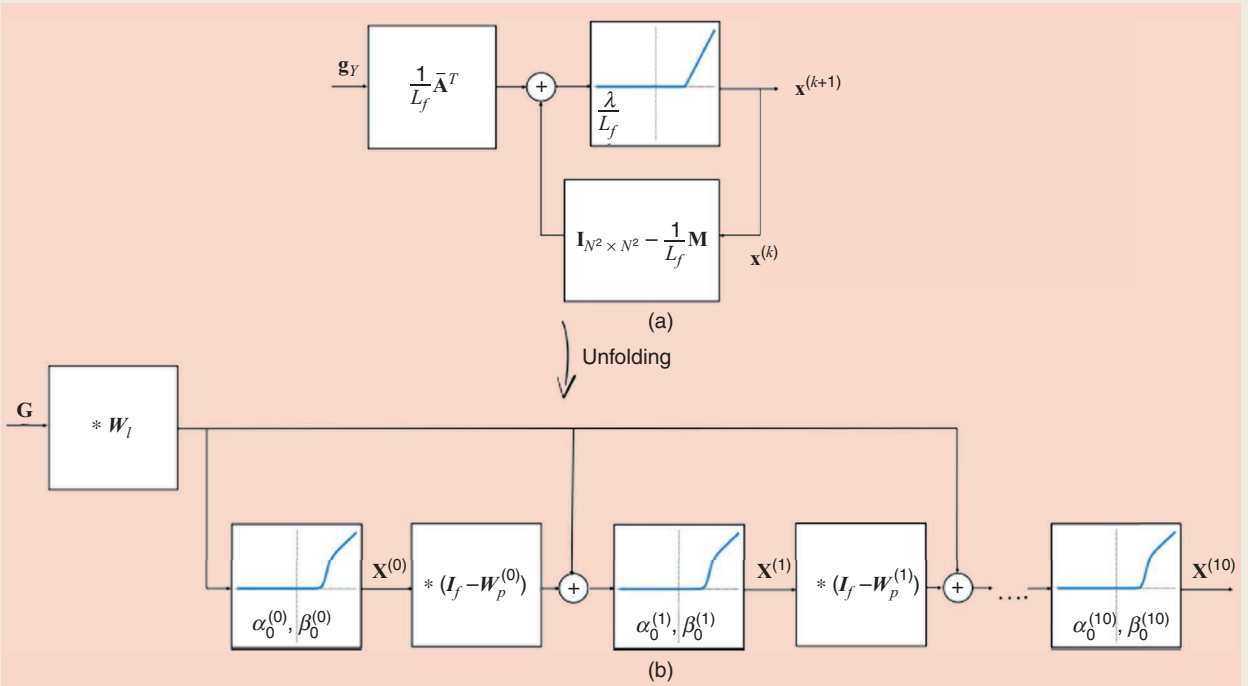 g_Y
1/L_f Ā^T
+
λ/L_f
x^(k+1)
I_{N² × N²} − 1/L_f M
x^(k)
(a)
Unfolding
G
* W_l
α_0^(0), β_0^(0)
X^(0)
* (I_f − W_p^(0))
+
α_0^(1), β_0^(1)
X^(1)
* (I_f − W_p^(1))
+
....
α_0^(10), β_0^(10)
X^(10)
(b)